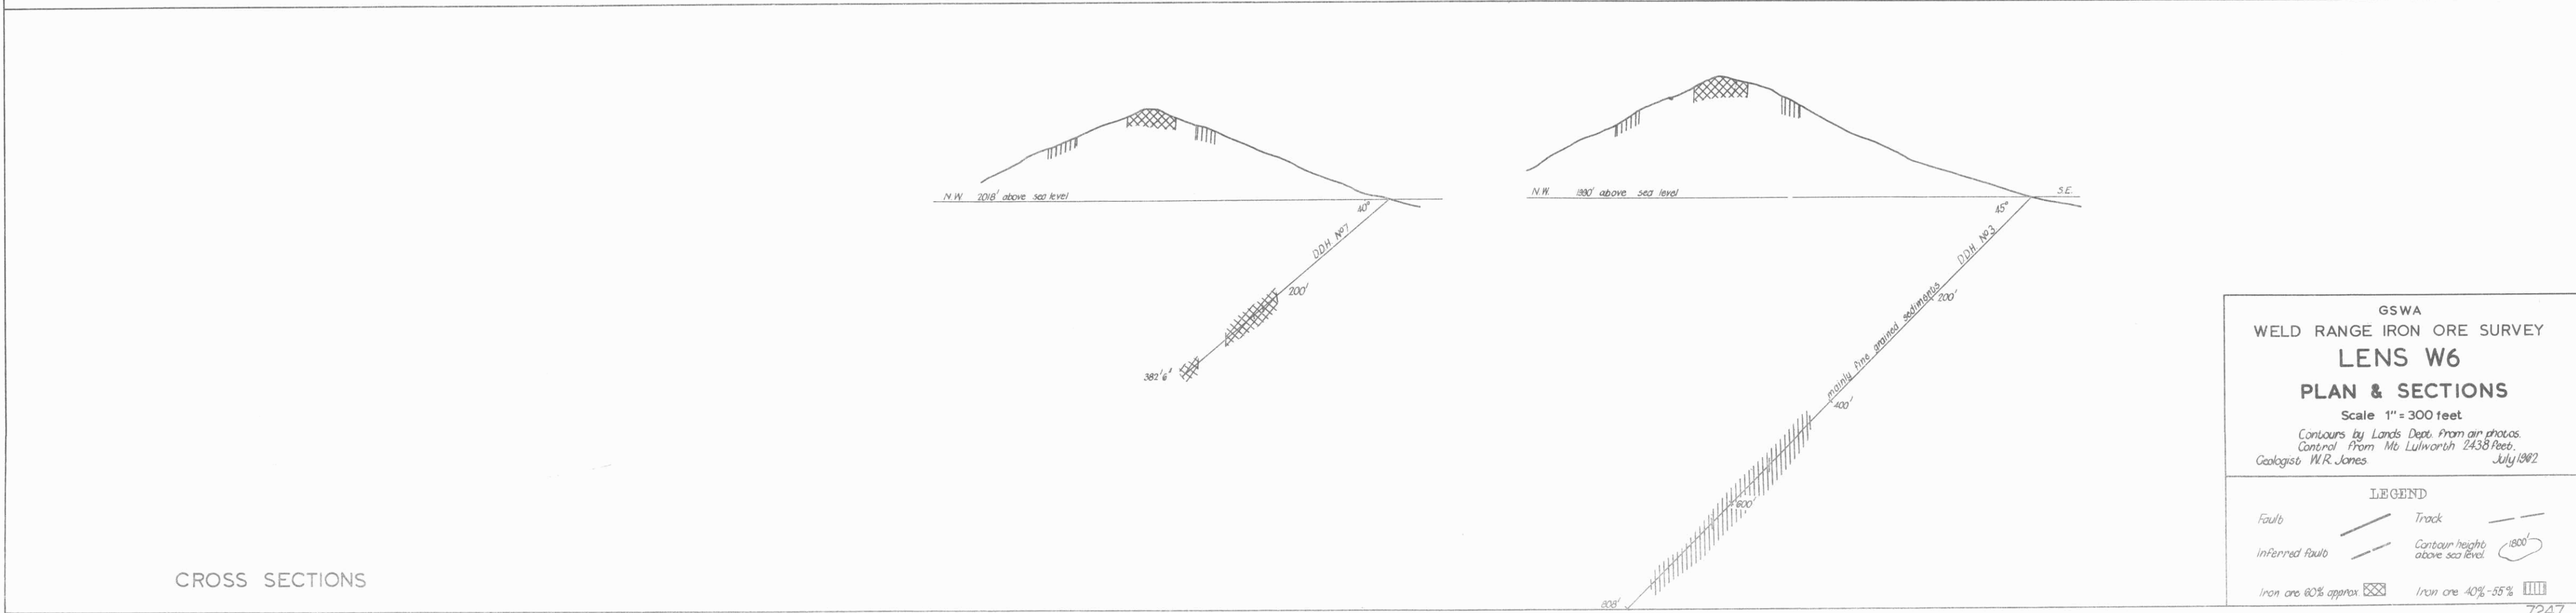 N.W. 2018' above sea level
40°
DDH Nº7
200'
382'6"
N.W. 1990' above sea level
S.E.
45°
DDH Nº3
200'
mainly fine grained sediments
400'
600'
808'
CROSS SECTIONS
GSWA
WELD RANGE IRON ORE SURVEY
LENS W6
PLAN & SECTIONS
Scale 1" = 300 feet
Contours by Lands Dept. from air photos.
Control from Mt Lulworth 2438 feet.
Geologist W.R. Jones. July 1962
LEGEND
Fault
Track
Inferred fault
Contour height
above sea level.
1800'
Iron ore 60% approx
Iron ore 40%-55%
7247